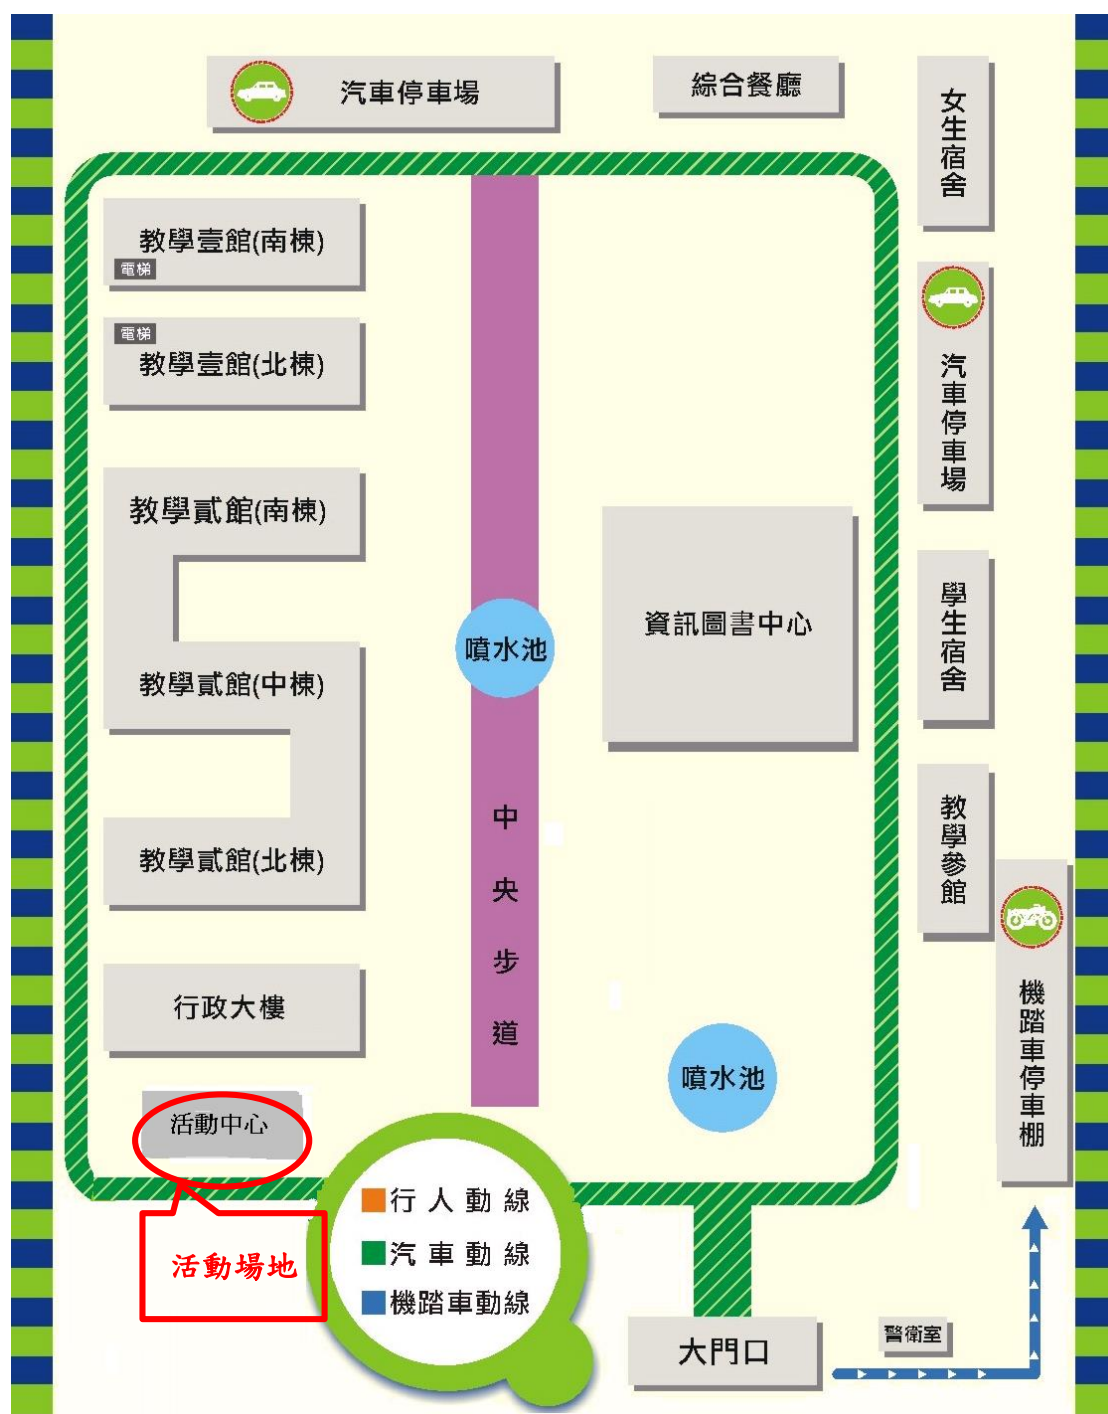 汽車停車場
綜合餐廳
女生宿舍
教學壹館(南棟)
電梯
電梯
教學壹館(北棟)
汽車停車場
教學貳館(南棟)
學生宿舍
資訊圖書中心
噴水池
教學貳館(中棟)
中央步道
教學參館
教學貳館(北棟)
機踏車停車棚
行政大樓
噴水池
活動中心
行人動線
汽車動線
機踏車動線
活動場地
大門口
警衛室